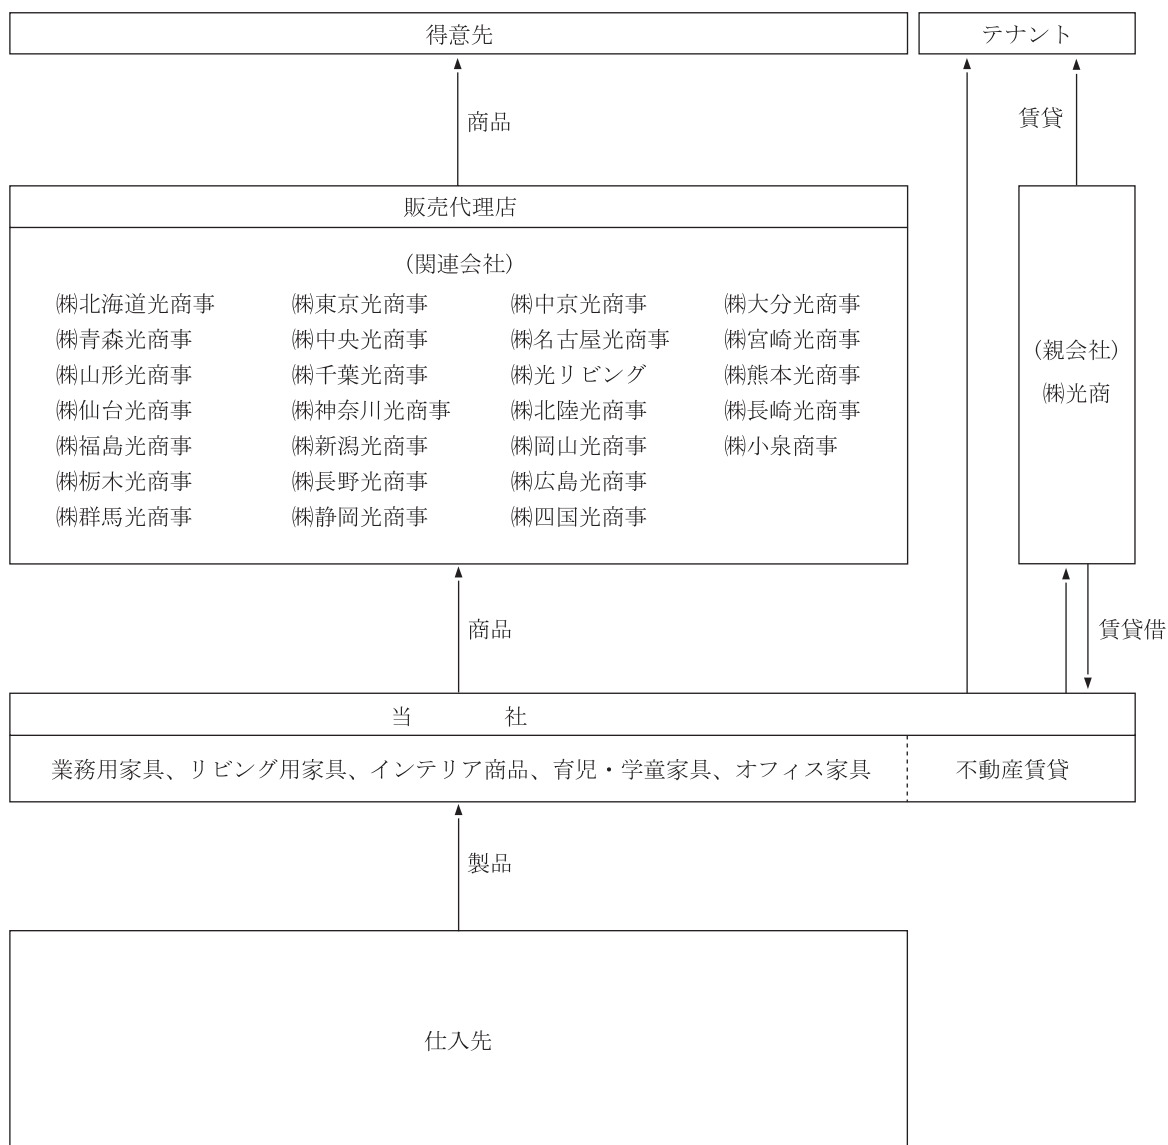 得意先
テナント
商品
賃貸
販売代理店
(関連会社)
㈱北海道光商事 ㈱東京光商事 ㈱中京光商事 ㈱大分光商事
㈱青森光商事 ㈱中央光商事 ㈱名古屋光商事 ㈱宮崎光商事
㈱山形光商事 ㈱千葉光商事 ㈱光リビング ㈱熊本光商事
㈱仙台光商事 ㈱神奈川光商事 ㈱北陸光商事 ㈱長崎光商事
㈱福島光商事 ㈱新潟光商事 ㈱岡山光商事 ㈱小泉商事
㈱栃木光商事 ㈱長野光商事 ㈱広島光商事
㈱群馬光商事 ㈱静岡光商事 ㈱四国光商事
(親会社)
㈱光商
商品
賃貸借
当 社
業務用家具、リビング用家具、インテリア商品、育児・学童家具、オフィス家具
不動産賃貸
製品
仕入先